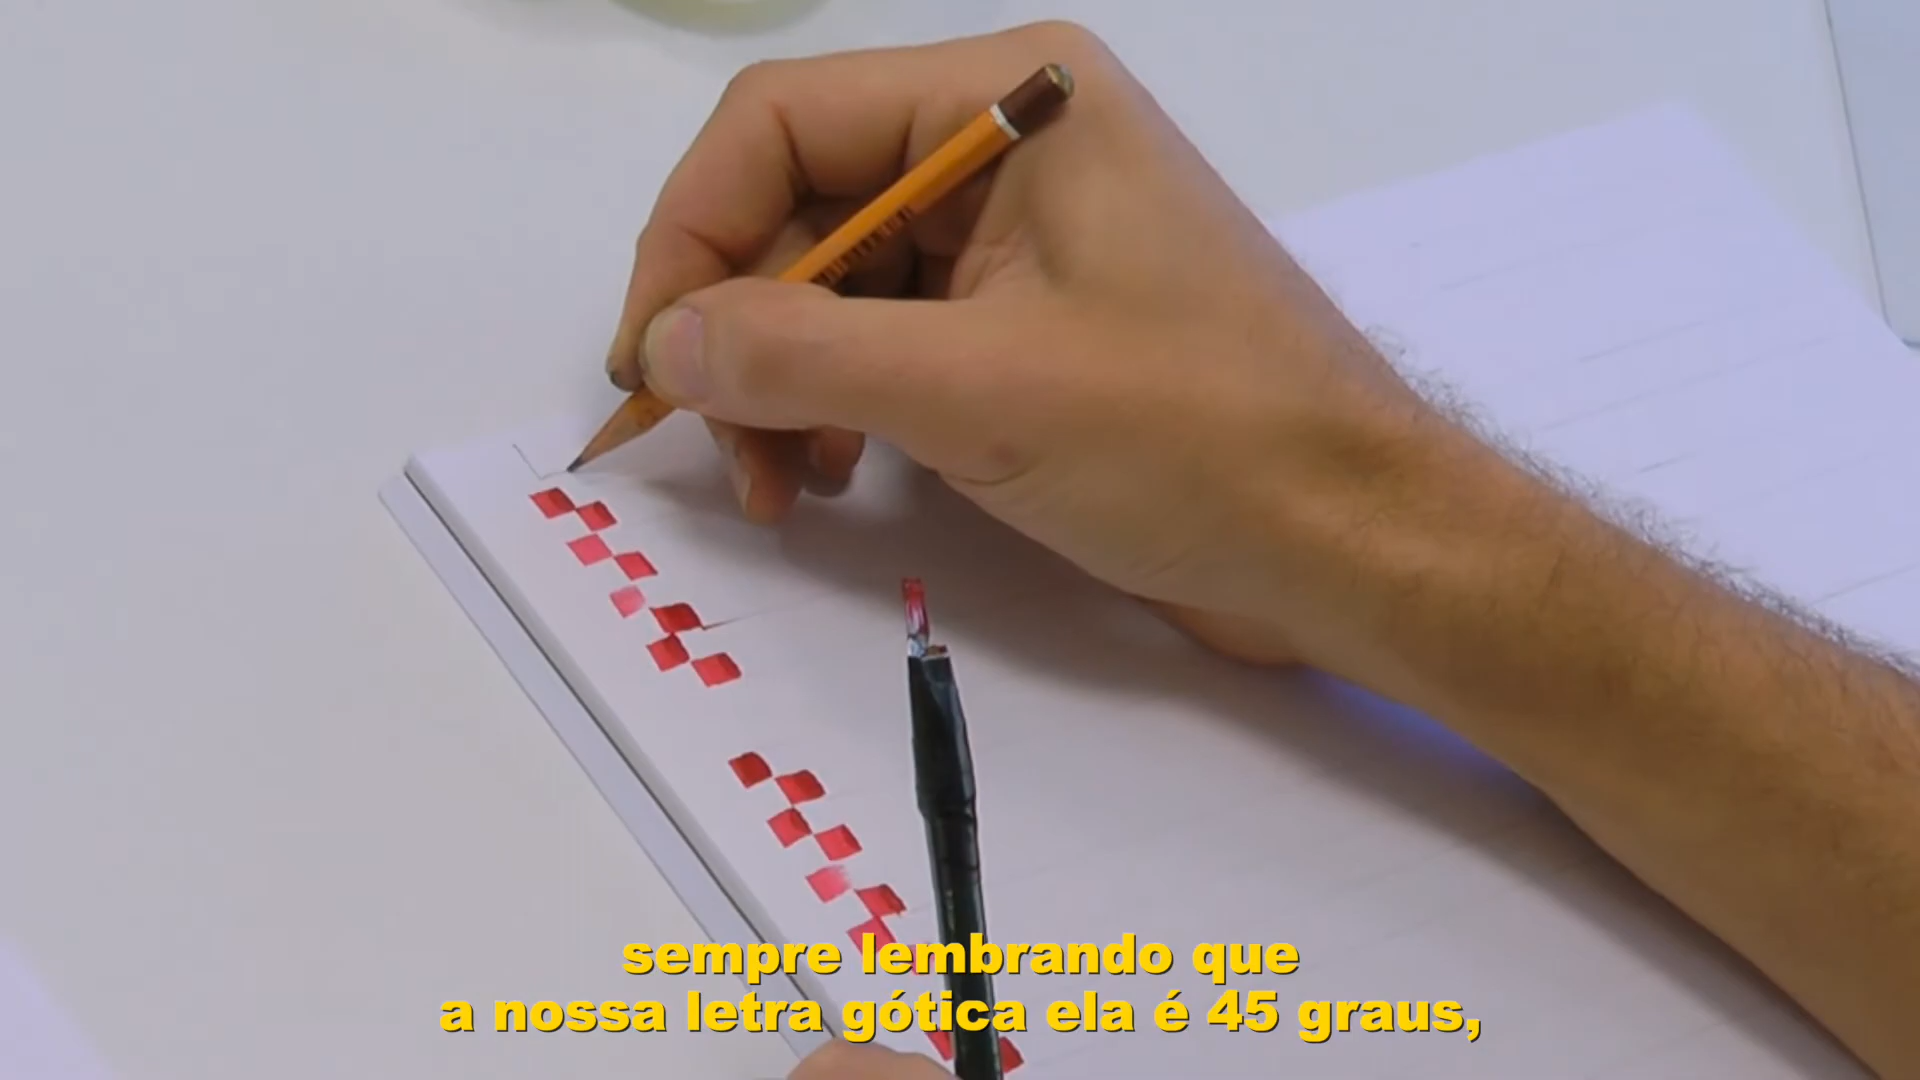 sempre lembrando que
a nossa letra gótica ela é 45 graus,